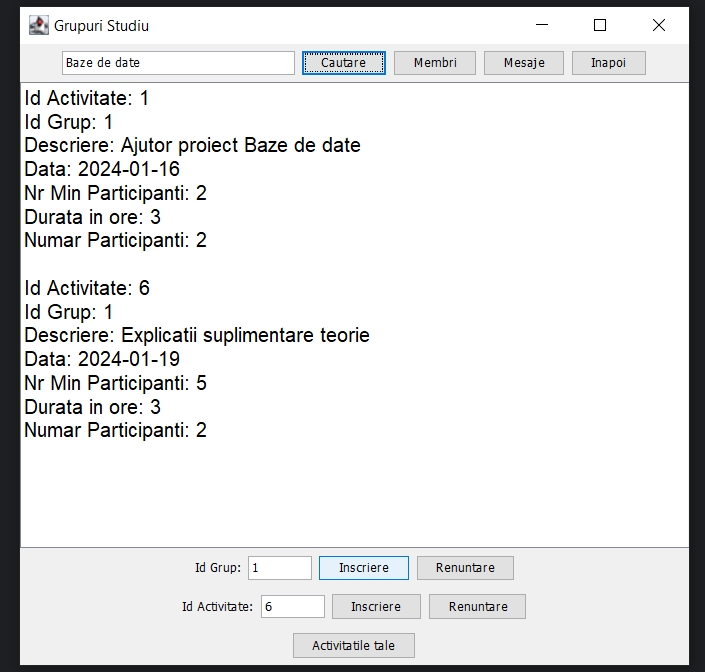 Grupuri Studiu
Baze de date Cautare Membri Mesaje Inapoi
Id Activitate: 1
Id Grup: 1
Descriere: Ajutor proiect Baze de date
Data: 2024-01-16
Nr Min Participanti: 2
Durata in ore: 3
Numar Participanti: 2
Id Activitate: 6
Id Grup: 1
Descriere: Explicatii suplimentare teorie
Data: 2024-01-19
Nr Min Participanti: 5
Durata in ore: 3
Numar Participanti: 2
Id Grup: 1 Inscriere Renuntare
Id Activitate: 6 Inscriere Renuntare
Activitatile tale